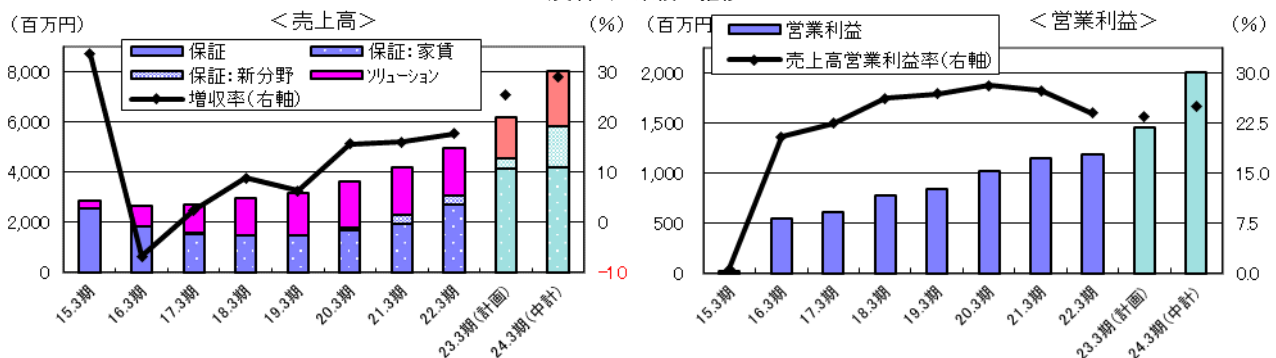 (百万円)
<売上高>
(%)
保証
保証:家賃
保証:新分野
ソリューション
増収率(右軸)
8,000
6,000
4,000
2,000
0
30
20
10
0
-10
15.3期
16.3期
17.3期
18.3期
19.3期
20.3期
21.3期
22.3期
23.3期(計画)
24.3期(中計)
(百万円)
<営業利益>
(%)
営業利益
売上高営業利益率(右軸)
2,000
1,500
1,000
500
0
30.0
22.5
15.0
7.5
0.0
15.3期
16.3期
17.3期
18.3期
19.3期
20.3期
21.3期
22.3期
23.3期(計画)
24.3期(中計)